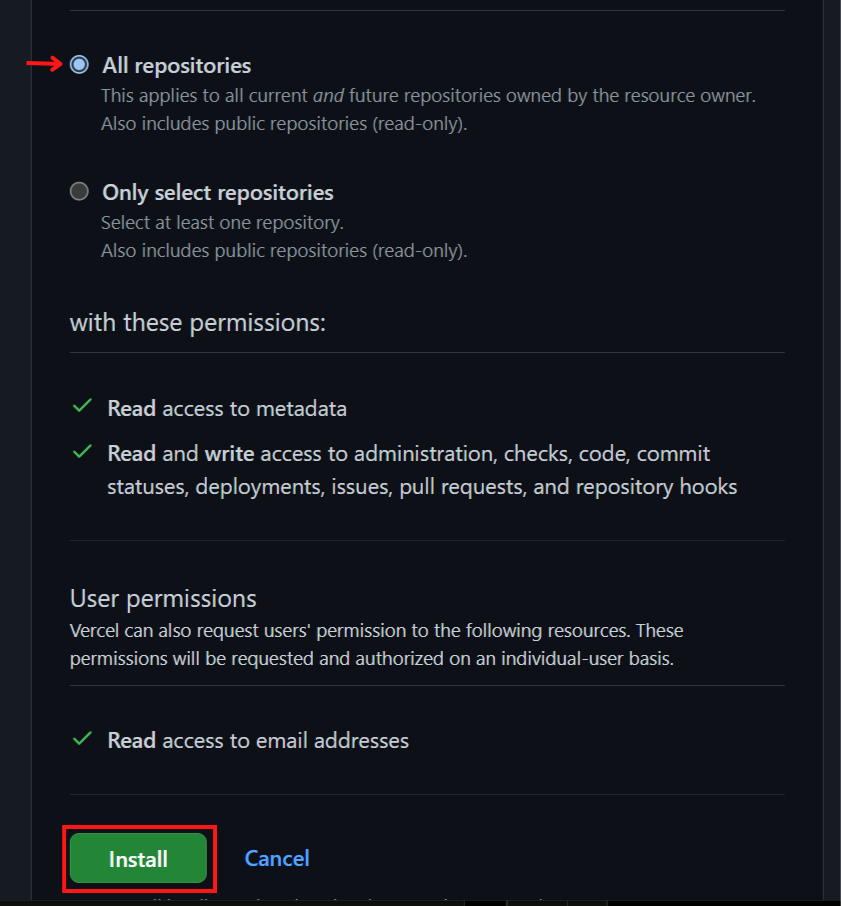 All repositories
This applies to all current and future repositories owned by the resource owner.
Also includes public repositories (read-only).
Only select repositories
Select at least one repository.
Also includes public repositories (read-only).
with these permissions:
Read access to metadata
Read and write access to administration, checks, code, commit
statuses, deployments, issues, pull requests, and repository hooks
User permissions
Vercel can also request users' permission to the following resources. These
permissions will be requested and authorized on an individual-user basis.
Read access to email addresses
Install Cancel